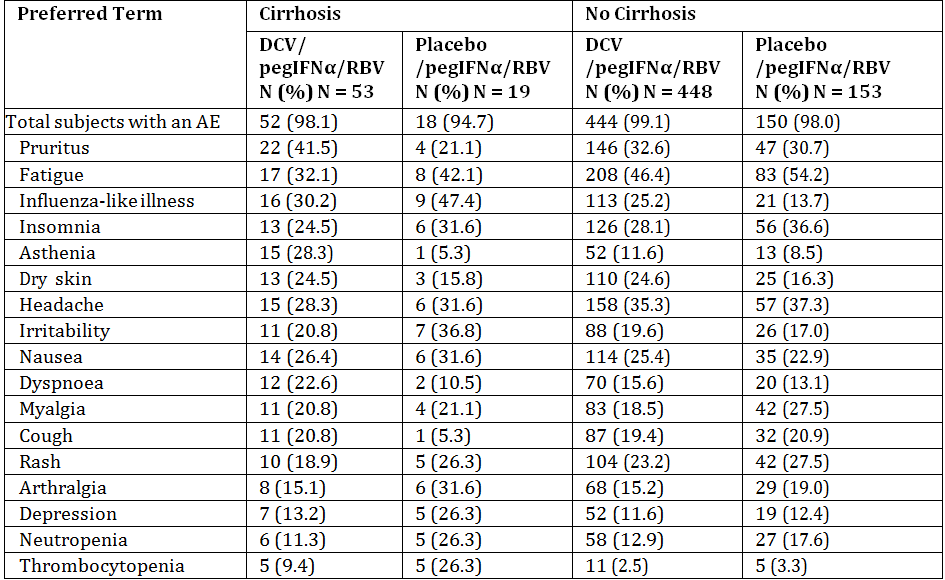 Preferred Term Cirrhosis No Cirrhosis
DCV/ Placebo DCV Placebo
pegIFNα/RBV /pegIFNα/RBV /pegIFNα/RBV /pegIFNα/RBV
N (%) N = 53 N (%) N = 19 N (%) N = 448 N (%) N = 153
Total subjects with an AE 52 (98.1) 18 (94.7) 444 (99.1) 150 (98.0)
Pruritus 22 (41.5) 4 (21.1) 146 (32.6) 47 (30.7)
Fatigue 17 (32.1) 8 (42.1) 208 (46.4) 83 (54.2)
Influenza-like illness 16 (30.2) 9 (47.4) 113 (25.2) 21 (13.7)
Insomnia 13 (24.5) 6 (31.6) 126 (28.1) 56 (36.6)
Asthenia 15 (28.3) 1 (5.3) 52 (11.6) 13 (8.5)
Dry skin 13 (24.5) 3 (15.8) 110 (24.6) 25 (16.3)
Headache 15 (28.3) 6 (31.6) 158 (35.3) 57 (37.3)
Irritability 11 (20.8) 7 (36.8) 88 (19.6) 26 (17.0)
Nausea 14 (26.4) 6 (31.6) 114 (25.4) 35 (22.9)
Dyspnoea 12 (22.6) 2 (10.5) 70 (15.6) 20 (13.1)
Myalgia 11 (20.8) 4 (21.1) 83 (18.5) 42 (27.5)
Cough 11 (20.8) 1 (5.3) 87 (19.4) 32 (20.9)
Rash 10 (18.9) 5 (26.3) 104 (23.2) 42 (27.5)
Arthralgia 8 (15.1) 6 (31.6) 68 (15.2) 29 (19.0)
Depression 7 (13.2) 5 (26.3) 52 (11.6) 19 (12.4)
Neutropenia 6 (11.3) 5 (26.3) 58 (12.9) 27 (17.6)
Thrombocytopenia 5 (9.4) 5 (26.3) 11 (2.5) 5 (3.3)